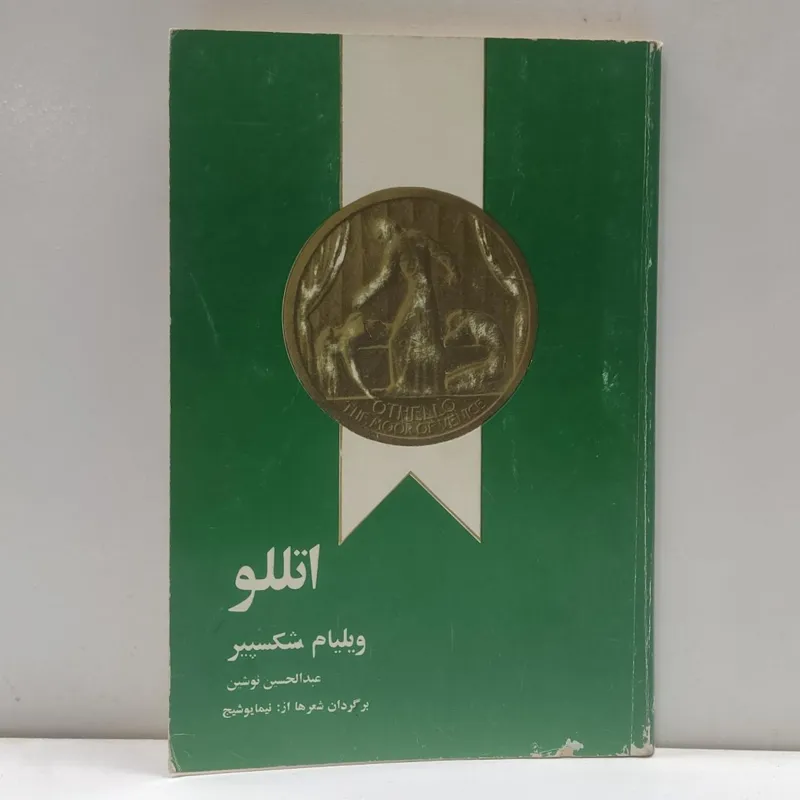 OTHELLO
THE MOOR OF VENICE
اتللو
ویلیام شکسپیر
عبدالحسین نوشین
برگردان شعرها از: نیمایوشیج